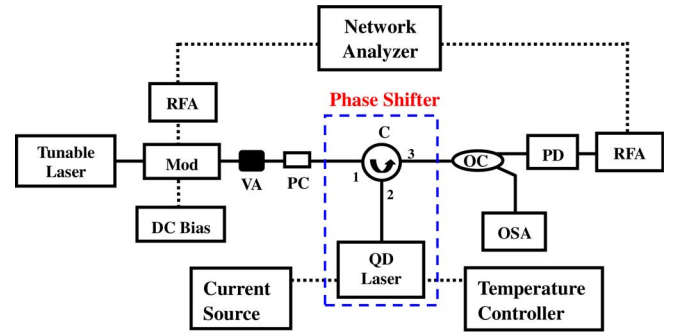 Network
Analyzer
RFA
Phase Shifter
C
Tunable
Laser
Mod
VA
PC
1
3
2
OC
PD
RFA
DC Bias
OSA
QD
Laser
Current
Source
Temperature
Controller